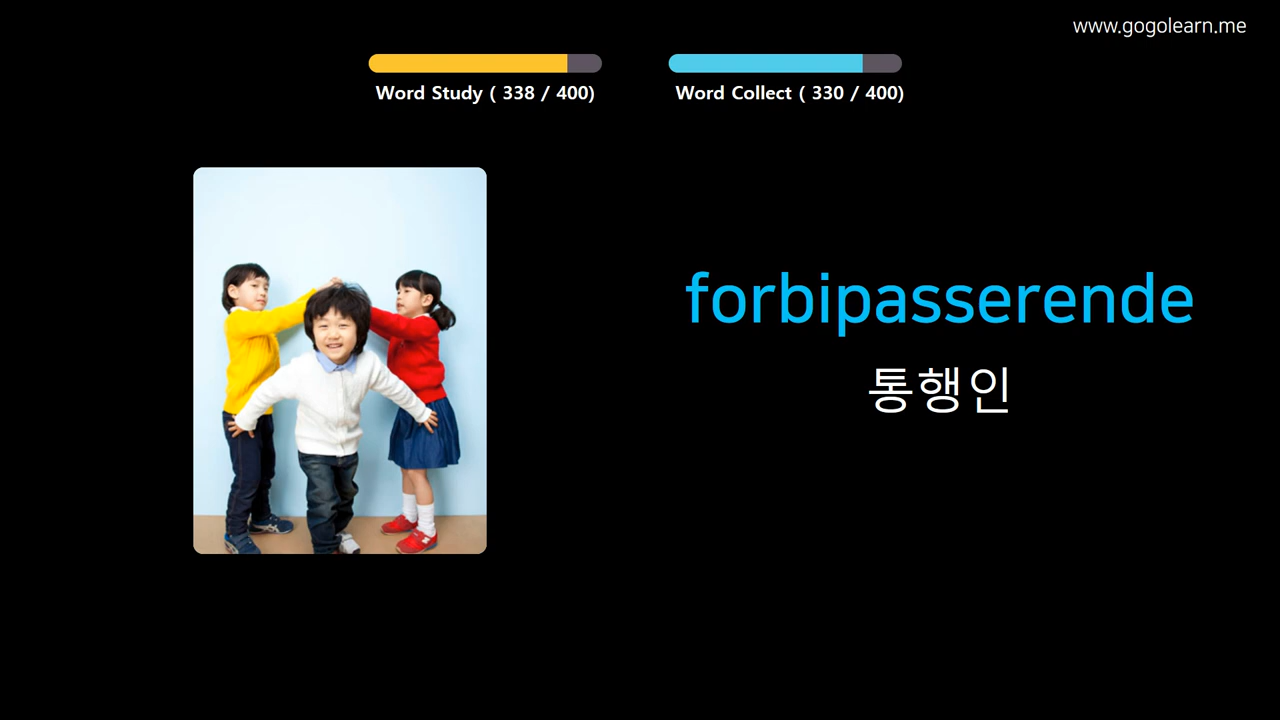 www.gogolearn.me
Word Study ( 338 / 400)
Word Collect ( 330 / 400)
forbipasserende
통행인